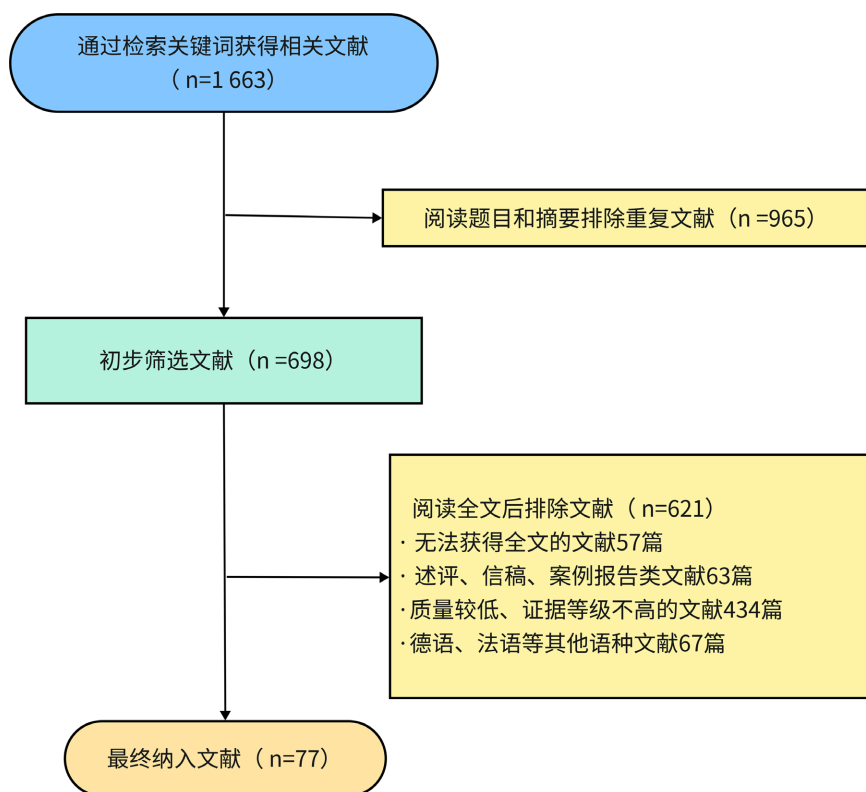 通过检索关键词获得相关文献
（ n=1 663）
阅读题目和摘要排除重复文献（n =965）
初步筛选文献（n =698）
阅读全文后排除文献（ n=621）
· 无法获得全文的文献57篇
· 述评、信稿、案例报告类文献63篇
· 质量较低、证据等级不高的文献434篇
· 德语、法语等其他语种文献67篇
最终纳入文献（ n=77）